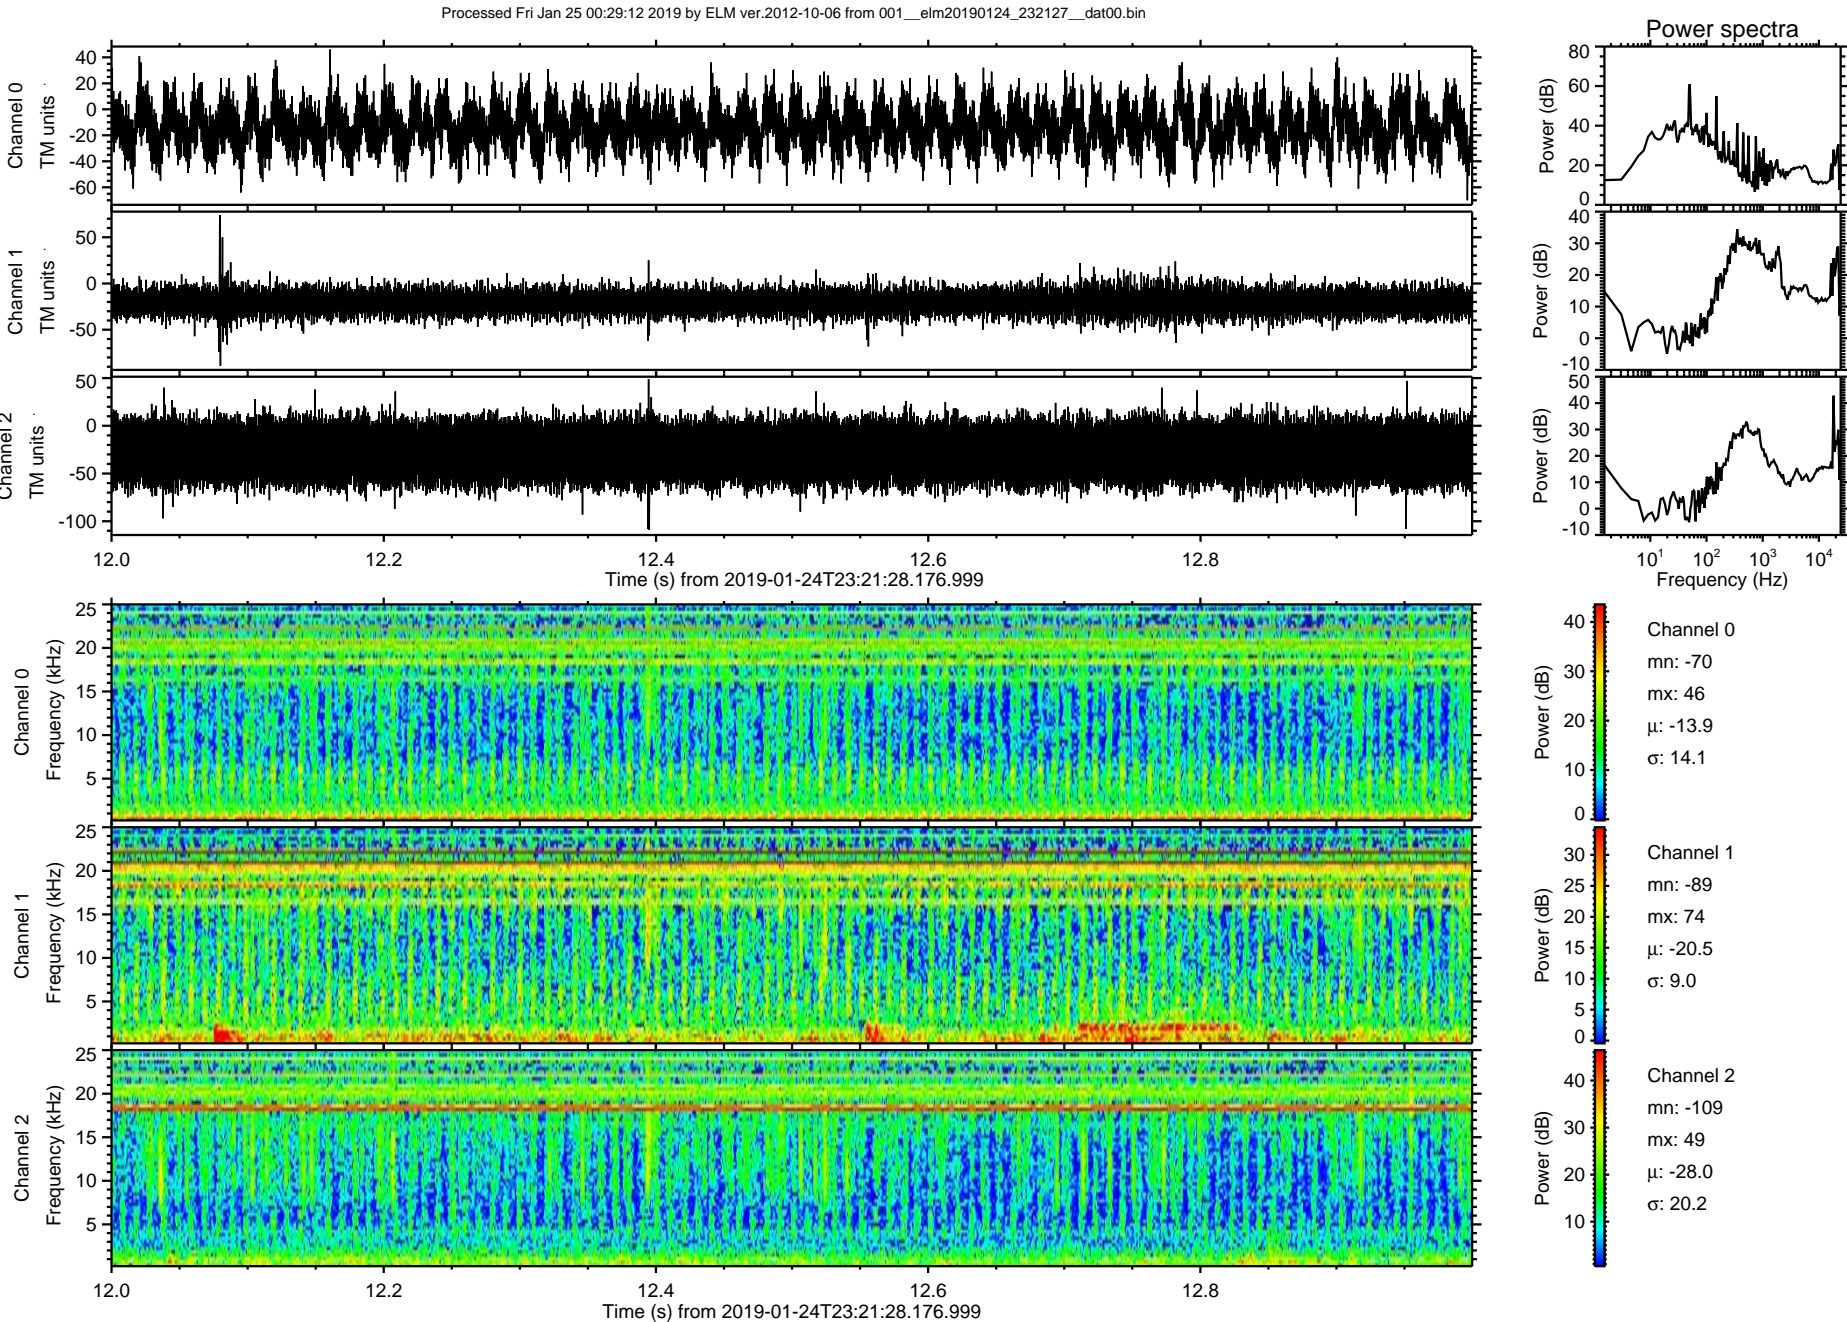 Processed Fri Jan 25 00:29:12 2019 by ELM ver.2012-10-06 from 001__elm20190124_232127__dat00.bin
Power spectra
Channel 0
TM units
40
20
0
-20
-40
-60
Power (dB)
80
60
40
20
0
Channel 1
TM units
50
0
-50
Power (dB)
40
30
20
10
0
-10
Channel 2
TM units
50
0
-50
-100
Power (dB)
50
40
30
20
10
0
-10
12.0 12.2 12.4 12.6 12.8
Time (s) from 2019-01-24T23:21:28.176.999
10^1 10^2 10^3 10^4
Frequency (Hz)
Channel 0
Frequency (kHz)
25
20
15
10
5
Power (dB)
40
30
20
10
0
Channel 0
mn: -70
mx: 46
μ: -13.9
σ: 14.1
Channel 1
Frequency (kHz)
25
20
15
10
5
Power (dB)
30
25
20
15
10
5
0
Channel 1
mn: -89
mx: 74
μ: -20.5
σ: 9.0
Channel 2
Frequency (kHz)
25
20
15
10
5
Power (dB)
40
30
20
10
Channel 2
mn: -109
mx: 49
μ: -28.0
σ: 20.2
12.0 12.2 12.4 12.6 12.8
Time (s) from 2019-01-24T23:21:28.176.999